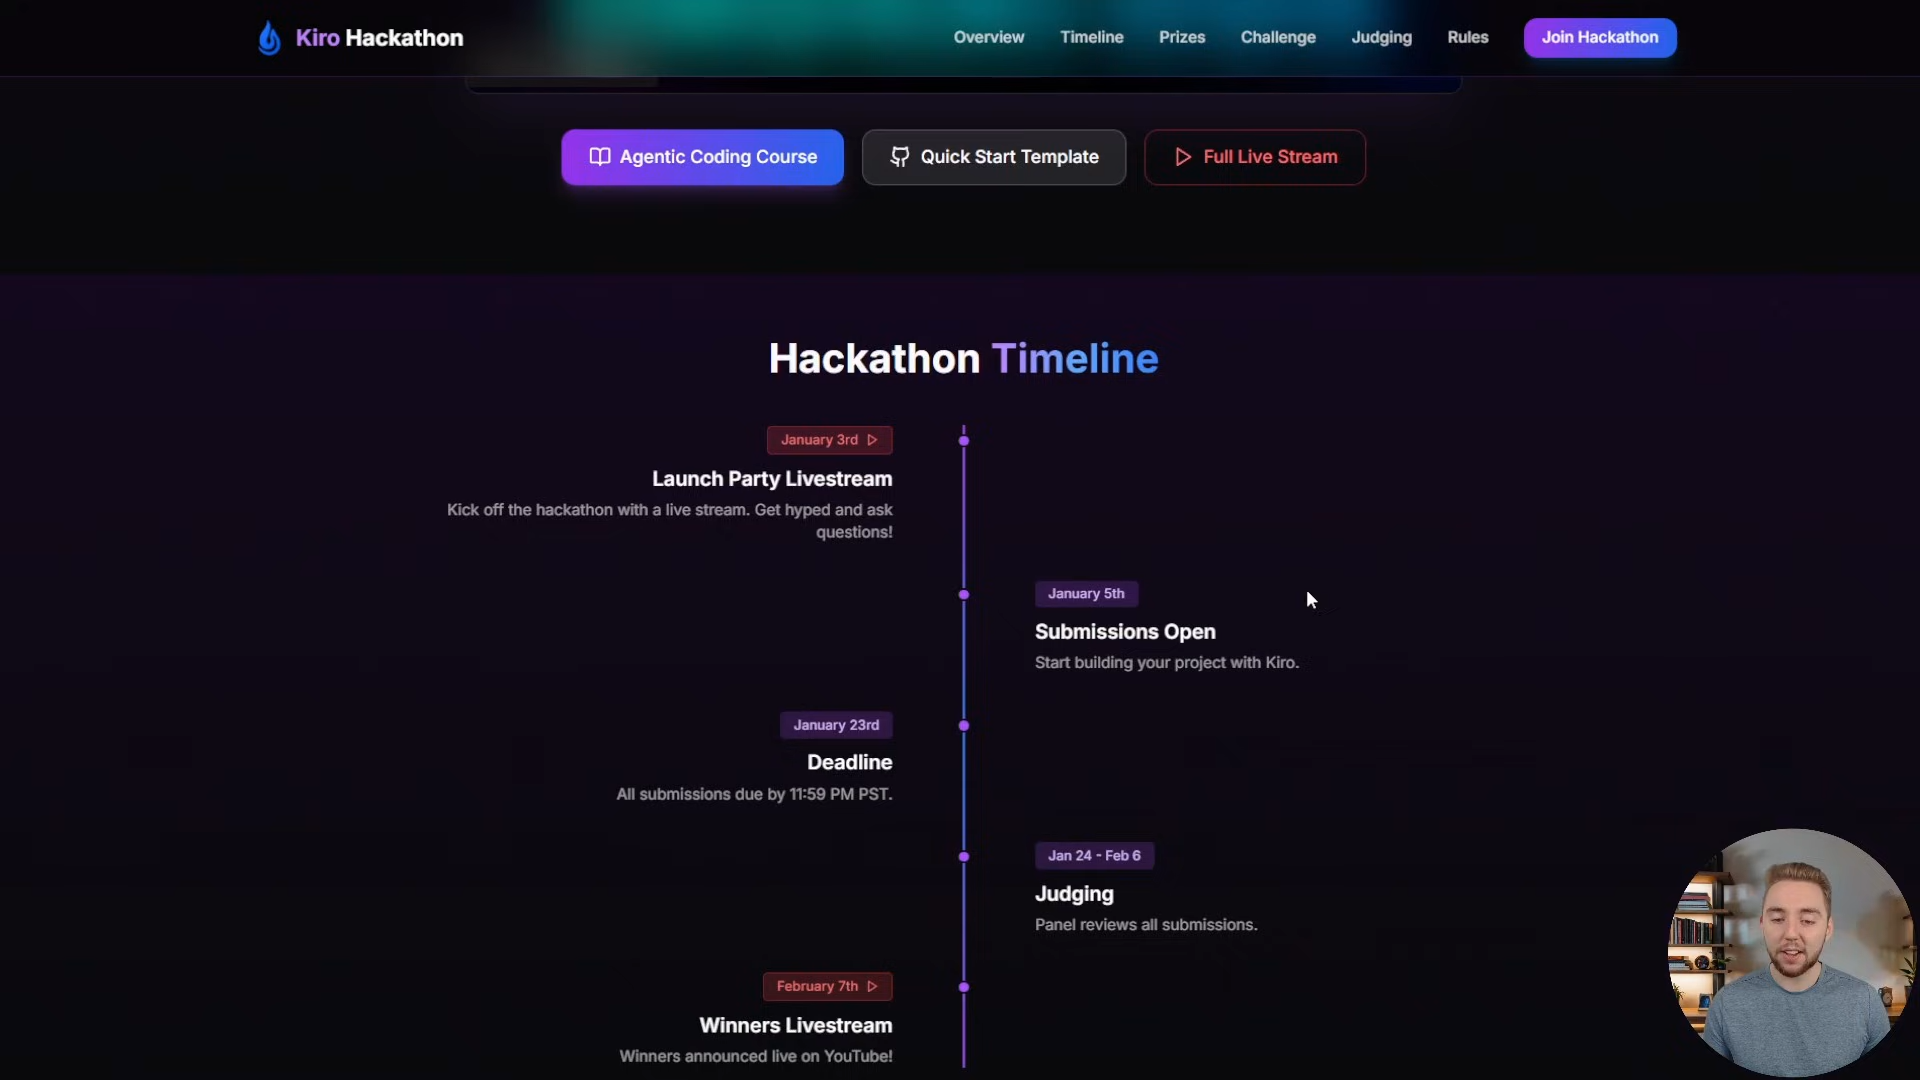 Kiro Hackathon
Overview
Timeline
Prizes
Challenge
Judging
Rules
Join Hackathon
Agentic Coding Course
Quick Start Template
Full Live Stream
Hackathon Timeline
January 3rd
Launch Party Livestream
Kick off the hackathon with a live stream. Get hyped and ask
questions!
January 5th
Submissions Open
Start building your project with Kiro.
January 23rd
Deadline
All submissions due by 11:59 PM PST.
Jan 24 - Feb 6
Judging
Panel reviews all submissions.
February 7th
Winners Livestream
Winners announced live on YouTube!